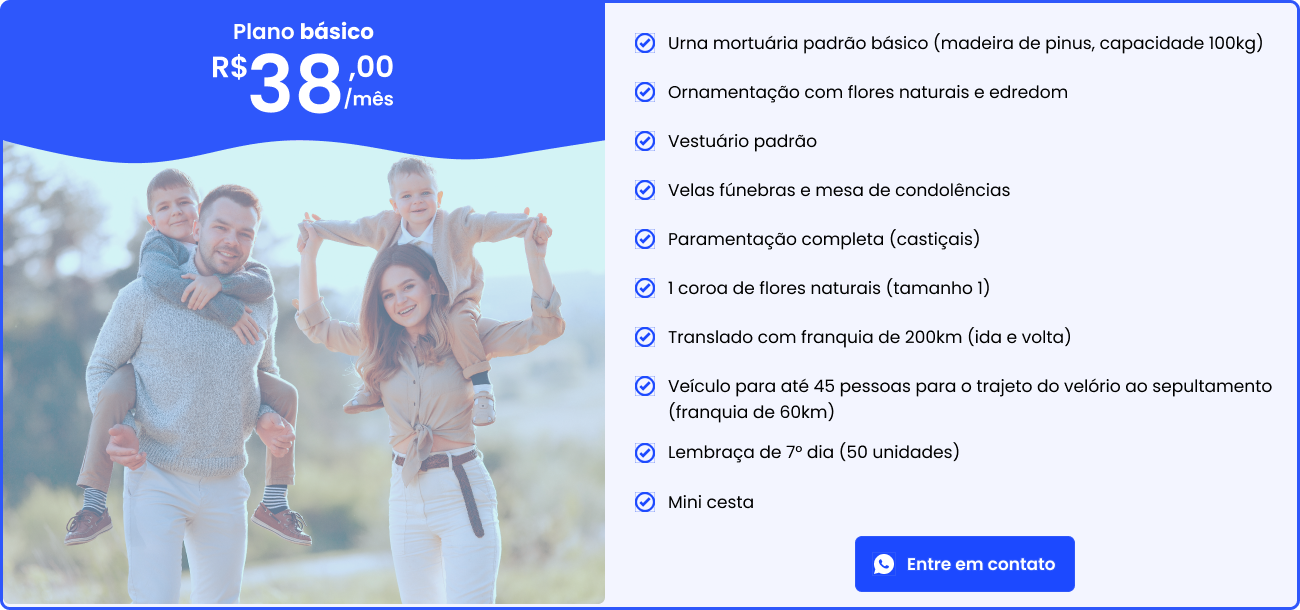 Plano básico
R$38,00
/mês
Urna mortuária padrão básico (madeira de pinus, capacidade 100kg)
Ornamentação com flores naturais e edredom
Vestuário padrão
Velas fúnebras e mesa de condolências
Paramentação completa (castiçais)
1 coroa de flores naturais (tamanho 1)
Translado com franquia de 200km (ida e volta)
Veículo para até 45 pessoas para o trajeto do velório ao sepultamento
(franquia de 60km)
Lembraça de 7º dia (50 unidades)
Mini cesta
Entre em contato